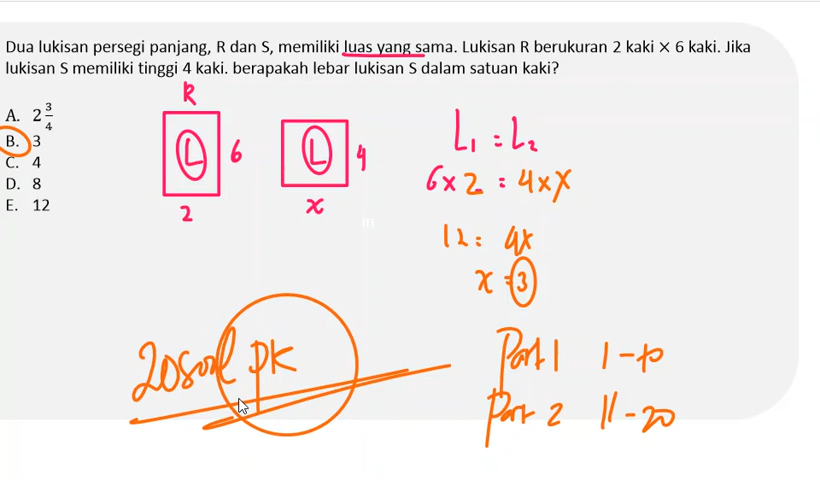 Dua lukisan persegi panjang, R dan S, memiliki luas yang sama. Lukisan R berukuran 2 kaki × 6 kaki. Jika
lukisan S memiliki tinggi 4 kaki. berapakah lebar lukisan S dalam satuan kaki?
A. 2 3/4
B. 3
C. 4
D. 8
E. 12
R
L 6
2
L 4
x
L₁ = L₂
6 x 2 = 4 x X
12 = 4x
x = 3
20 soal PK
Part 1 1 - 10
Part 2 11 - 20